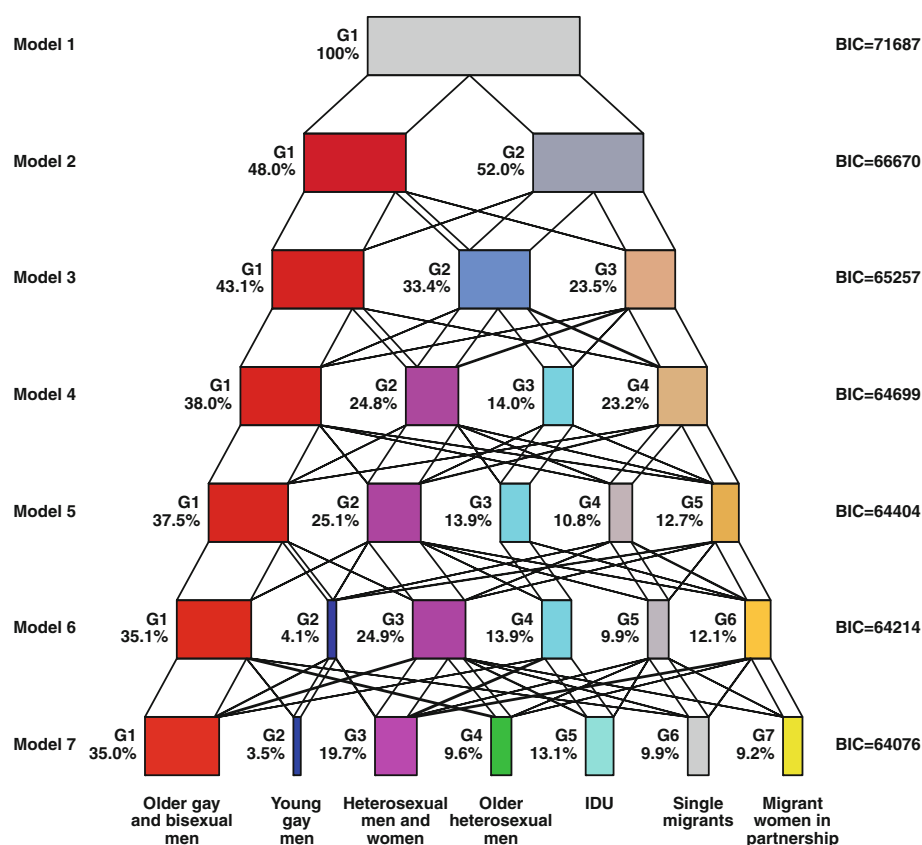 Model 1
G1
100%
BIC=71687
Model 2
G1
48.0%
G2
52.0%
BIC=66670
Model 3
G1
43.1%
G2
33.4%
G3
23.5%
BIC=65257
Model 4
G1
38.0%
G2
24.8%
G3
14.0%
G4
23.2%
BIC=64699
Model 5
G1
37.5%
G2
25.1%
G3
13.9%
G4
10.8%
G5
12.7%
BIC=64404
Model 6
G1
35.1%
G2
4.1%
G3
24.9%
G4
13.9%
G5
9.9%
G6
12.1%
BIC=64214
Model 7
G1
35.0%
G2
3.5%
G3
19.7%
G4
9.6%
G5
13.1%
G6
9.9%
G7
9.2%
BIC=64076
Older gay
and bisexual
men
Young
gay
men
Heterosexual
men and
women
Older
heterosexual
men
IDU
Single
migrants
Migrant
women in
partnership